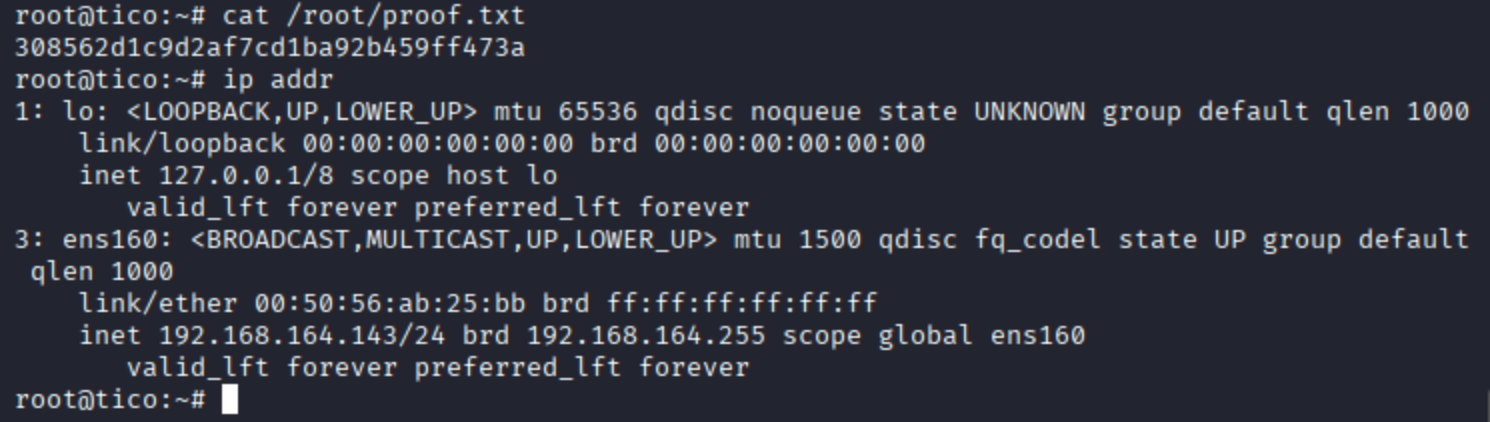 root@tico:~# cat /root/proof.txt
308562d1c9d2af7cd1ba92b459ff473a
root@tico:~# ip addr
1: lo: <LOOPBACK,UP,LOWER_UP> mtu 65536 qdisc noqueue state UNKNOWN group default qlen 1000
    link/loopback 00:00:00:00:00:00 brd 00:00:00:00:00:00
    inet 127.0.0.1/8 scope host lo
       valid_lft forever preferred_lft forever
3: ens160: <BROADCAST,MULTICAST,UP,LOWER_UP> mtu 1500 qdisc fq_codel state UP group default
 qlen 1000
    link/ether 00:50:56:ab:25:bb brd ff:ff:ff:ff:ff:ff
    inet 192.168.164.143/24 brd 192.168.164.255 scope global ens160
       valid_lft forever preferred_lft forever
root@tico:~#